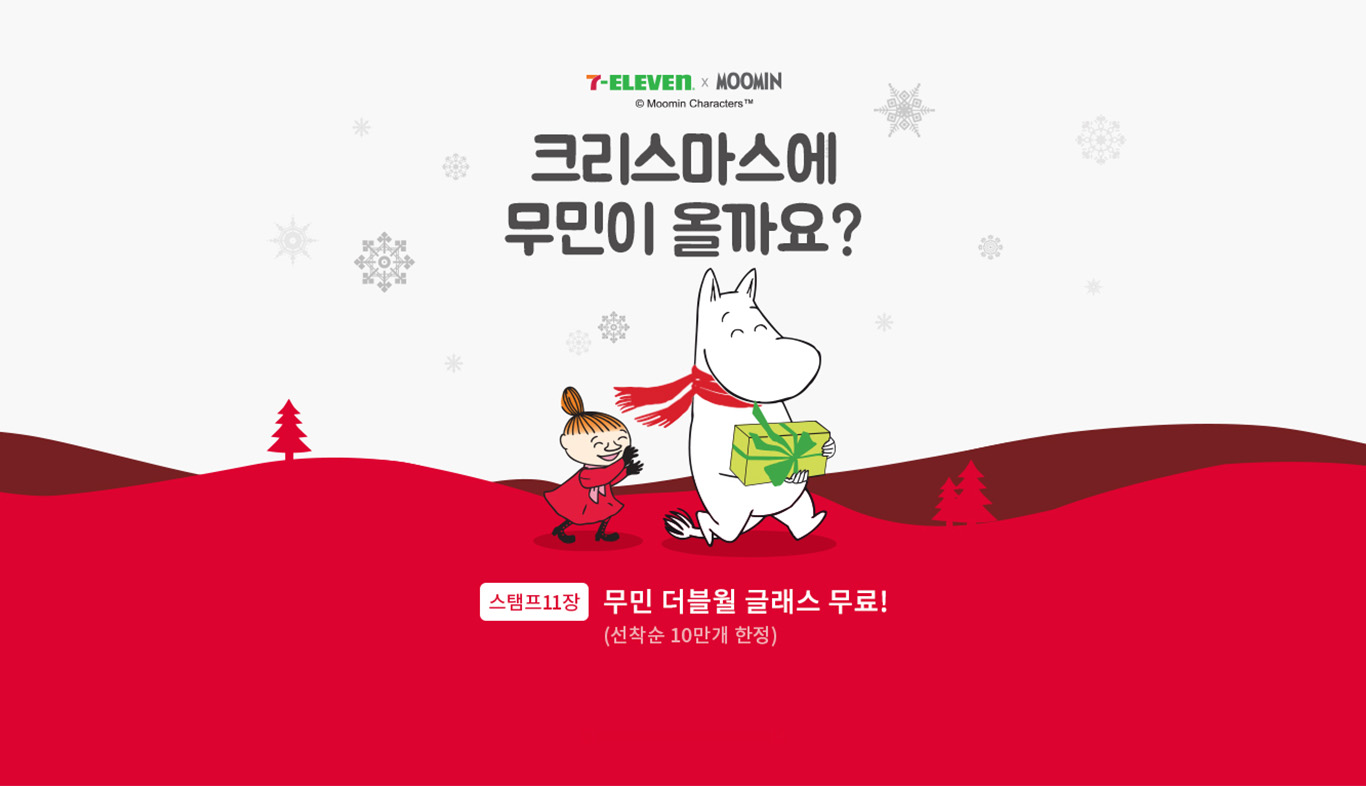 7-ELEVEN. x MOOMIN
© Moomin Characters™
크리스마스에
무민이 올까요?
스탬프11장 무민 더블월 글래스 무료!
(선착순 10만개 한정)